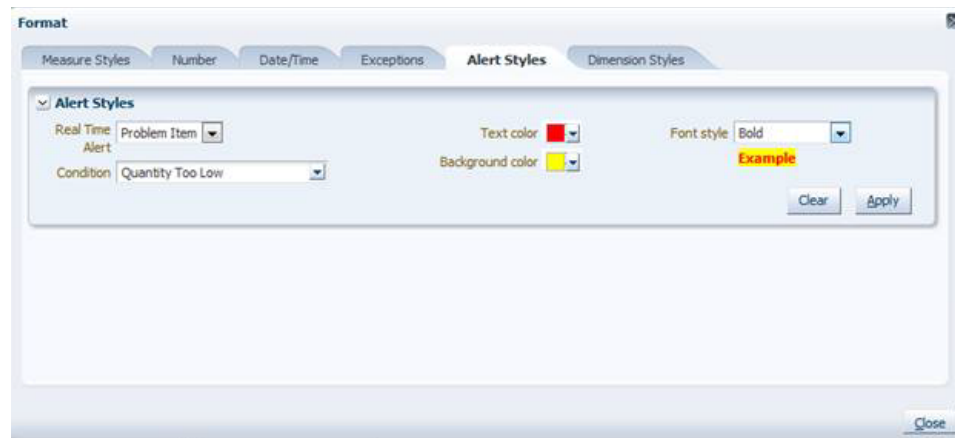 Format
Measure Styles Number Date/Time Exceptions Alert Styles Dimension Styles
Alert Styles
Real Time Alert Problem Item Text color Font style Bold
Background color Example
Condition Quantity Too Low
Clear Apply
Close